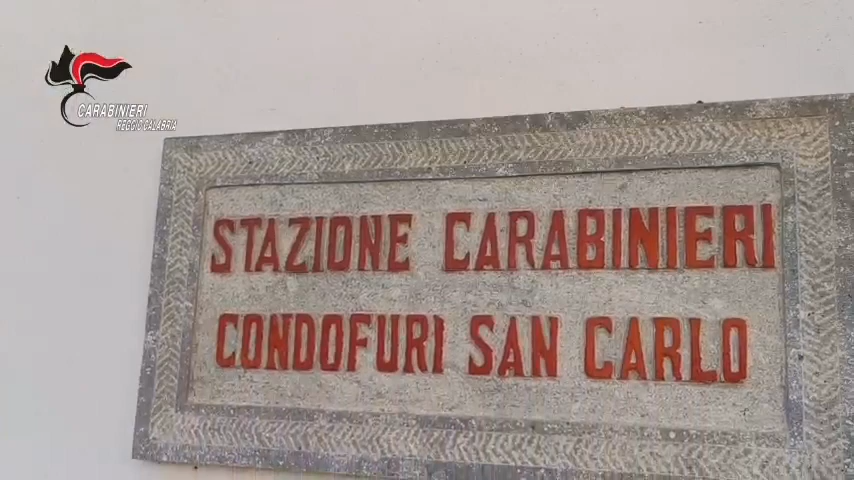 CARABINIERI
REGGIO CALABRIA
STAZIONE CARABINIERI
CONDOFURI SAN CARLO